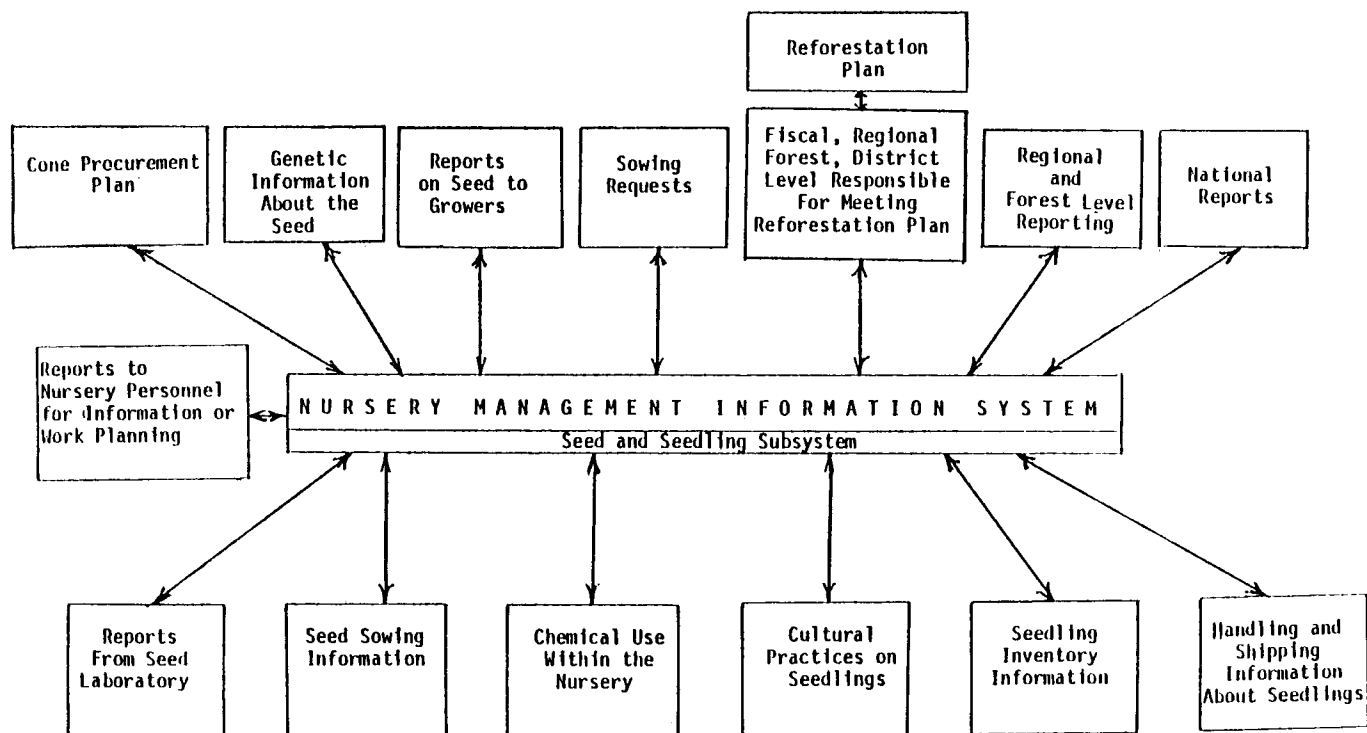 Reforestation
Plan
Cone Procurement
Plan
Genetic
Information
About the
Seed
Reports
on Seed to
Growers
Sowing
Requests
Fiscal, Regional
Forest, District
Level Responsible
For Meeting
Reforestation Plan
Regional
and
Forest Level
Reporting
National
Reports
Reports to
Nursery Personnel
for Information or
Work Planning
NURSERY MANAGEMENT INFORMATION SYSTEM
Seed and Seedling Subsystem
Reports
From Seed
Laboratory
Seed Sowing
Information
Chemical Use
Within the
Nursery
Cultural
Practices on
Seedlings
Seedling
Inventory
Information
Handling and
Shipping
Information
About Seedlings